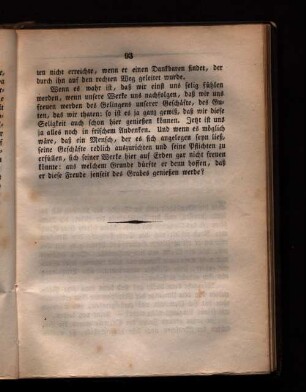 93
ten nicht erreichte, wenn er einen Dankbaren findet, der
durch ihn auf den rechten Weg geleitet wurde.
Wenn es wahr ist, daß wir einst uns selig fühlen
werden, wenn unsere Werke uns nachfolgen, daß wir uns
freuen werden des Gelingens unserer Geschäfte, des Gu-
ten, das wir thaten: so ist es ja ganz gewiß, daß wir diese
Seligkeit auch schon hier genießen können. Jetzt ist uns
ja alles noch in frischem Andenken. Und wenn es möglich
wäre, daß ein Mensch, der es sich angelegen seyn ließ,
seine Geschäfte redlich auszurichten und seine Pflichten zu
erfüllen, sich seiner Werke hier auf Erden gar nicht freuen
könnte: aus welchem Grunde dürfte er denn hoffen, daß
er diese Freude jenseit des Grabes genießen werde?